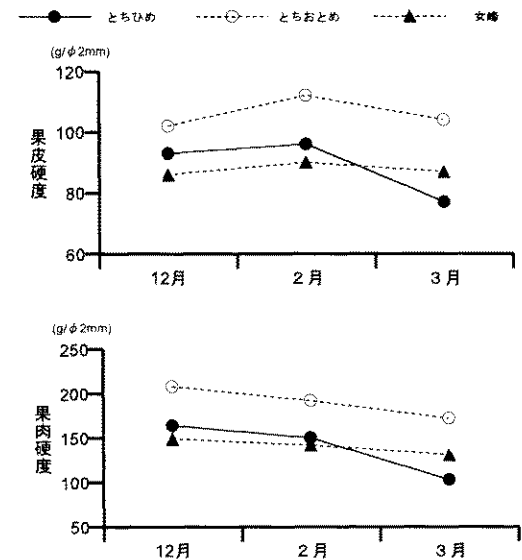 とちひめ とちおとめ 女峰
(g/φ2mm)
120
100
80
60
果皮硬度
12月 2月 3月
(g/φ2mm)
250
200
150
100
50
果肉硬度
12月 2月 3月